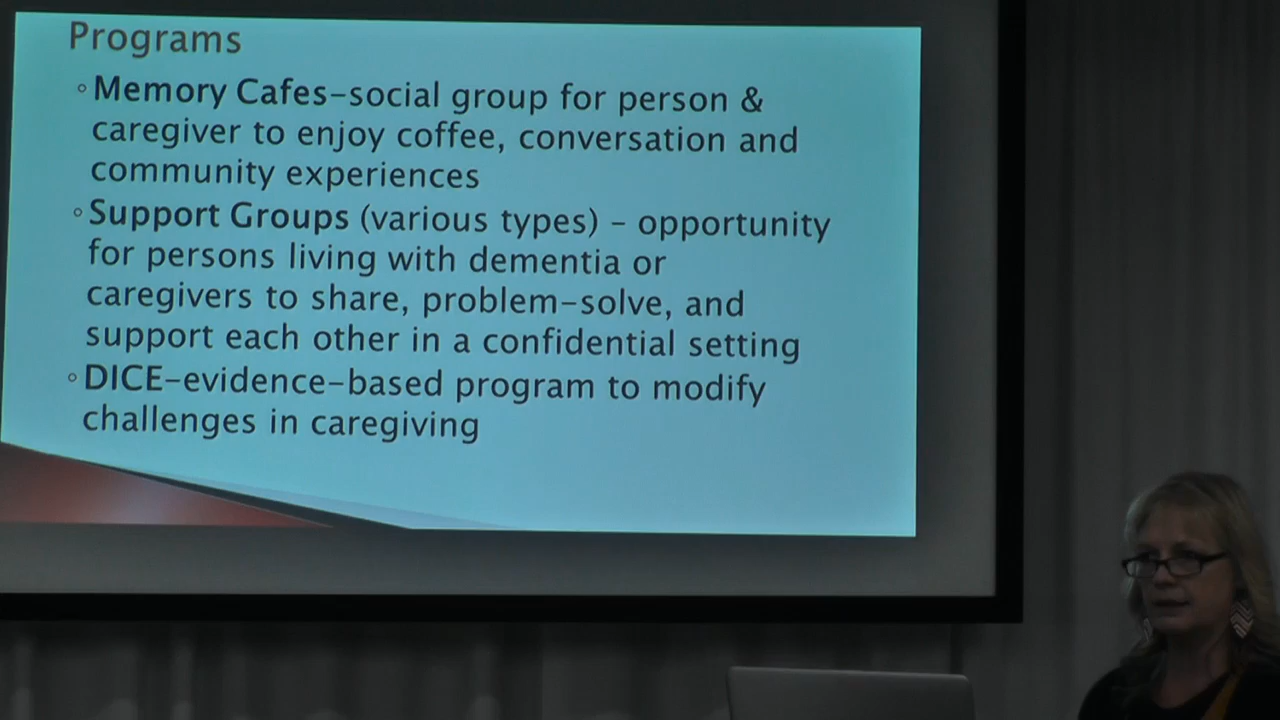 Programs
◦Memory Cafes-social group for person &
caregiver to enjoy coffee, conversation and
community experiences
◦Support Groups (various types) - opportunity
for persons living with dementia or
caregivers to share, problem-solve, and
support each other in a confidential setting
◦DICE-evidence-based program to modify
challenges in caregiving